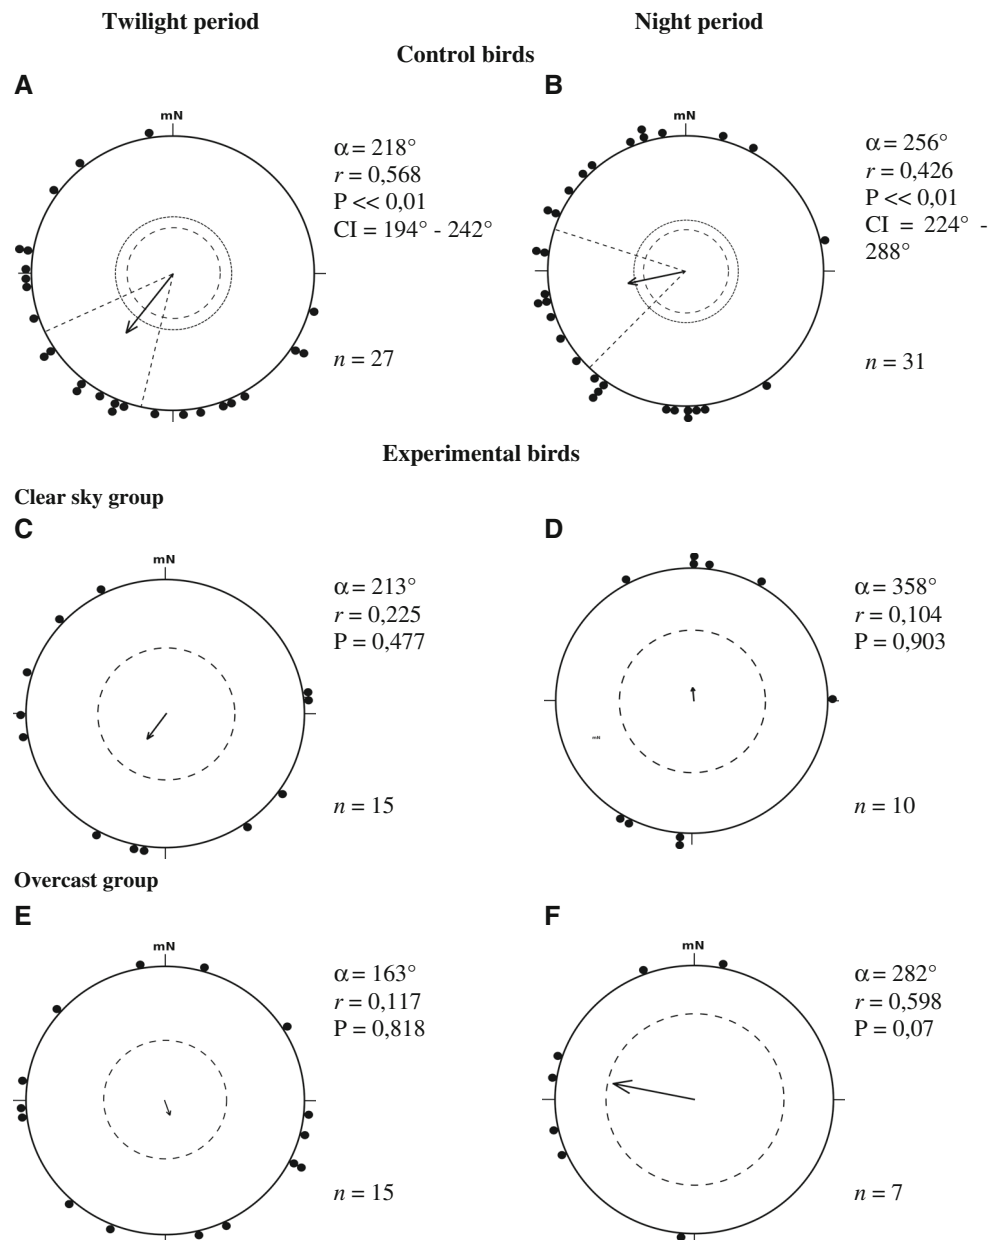 Twilight period
Night period
Control birds
A
mN
α = 218°
r = 0,568
P << 0,01
CI = 194° - 242°
n = 27
B
mN
α = 256°
r = 0,426
P << 0,01
CI = 224° -
288°
n = 31
Experimental birds
Clear sky group
C
mN
α = 213°
r = 0,225
P = 0,477
n = 15
D
α = 358°
r = 0,104
P = 0,903
mN
n = 10
Overcast group
E
mN
α = 163°
r = 0,117
P = 0,818
n = 15
F
mN
α = 282°
r = 0,598
P = 0,07
n = 7